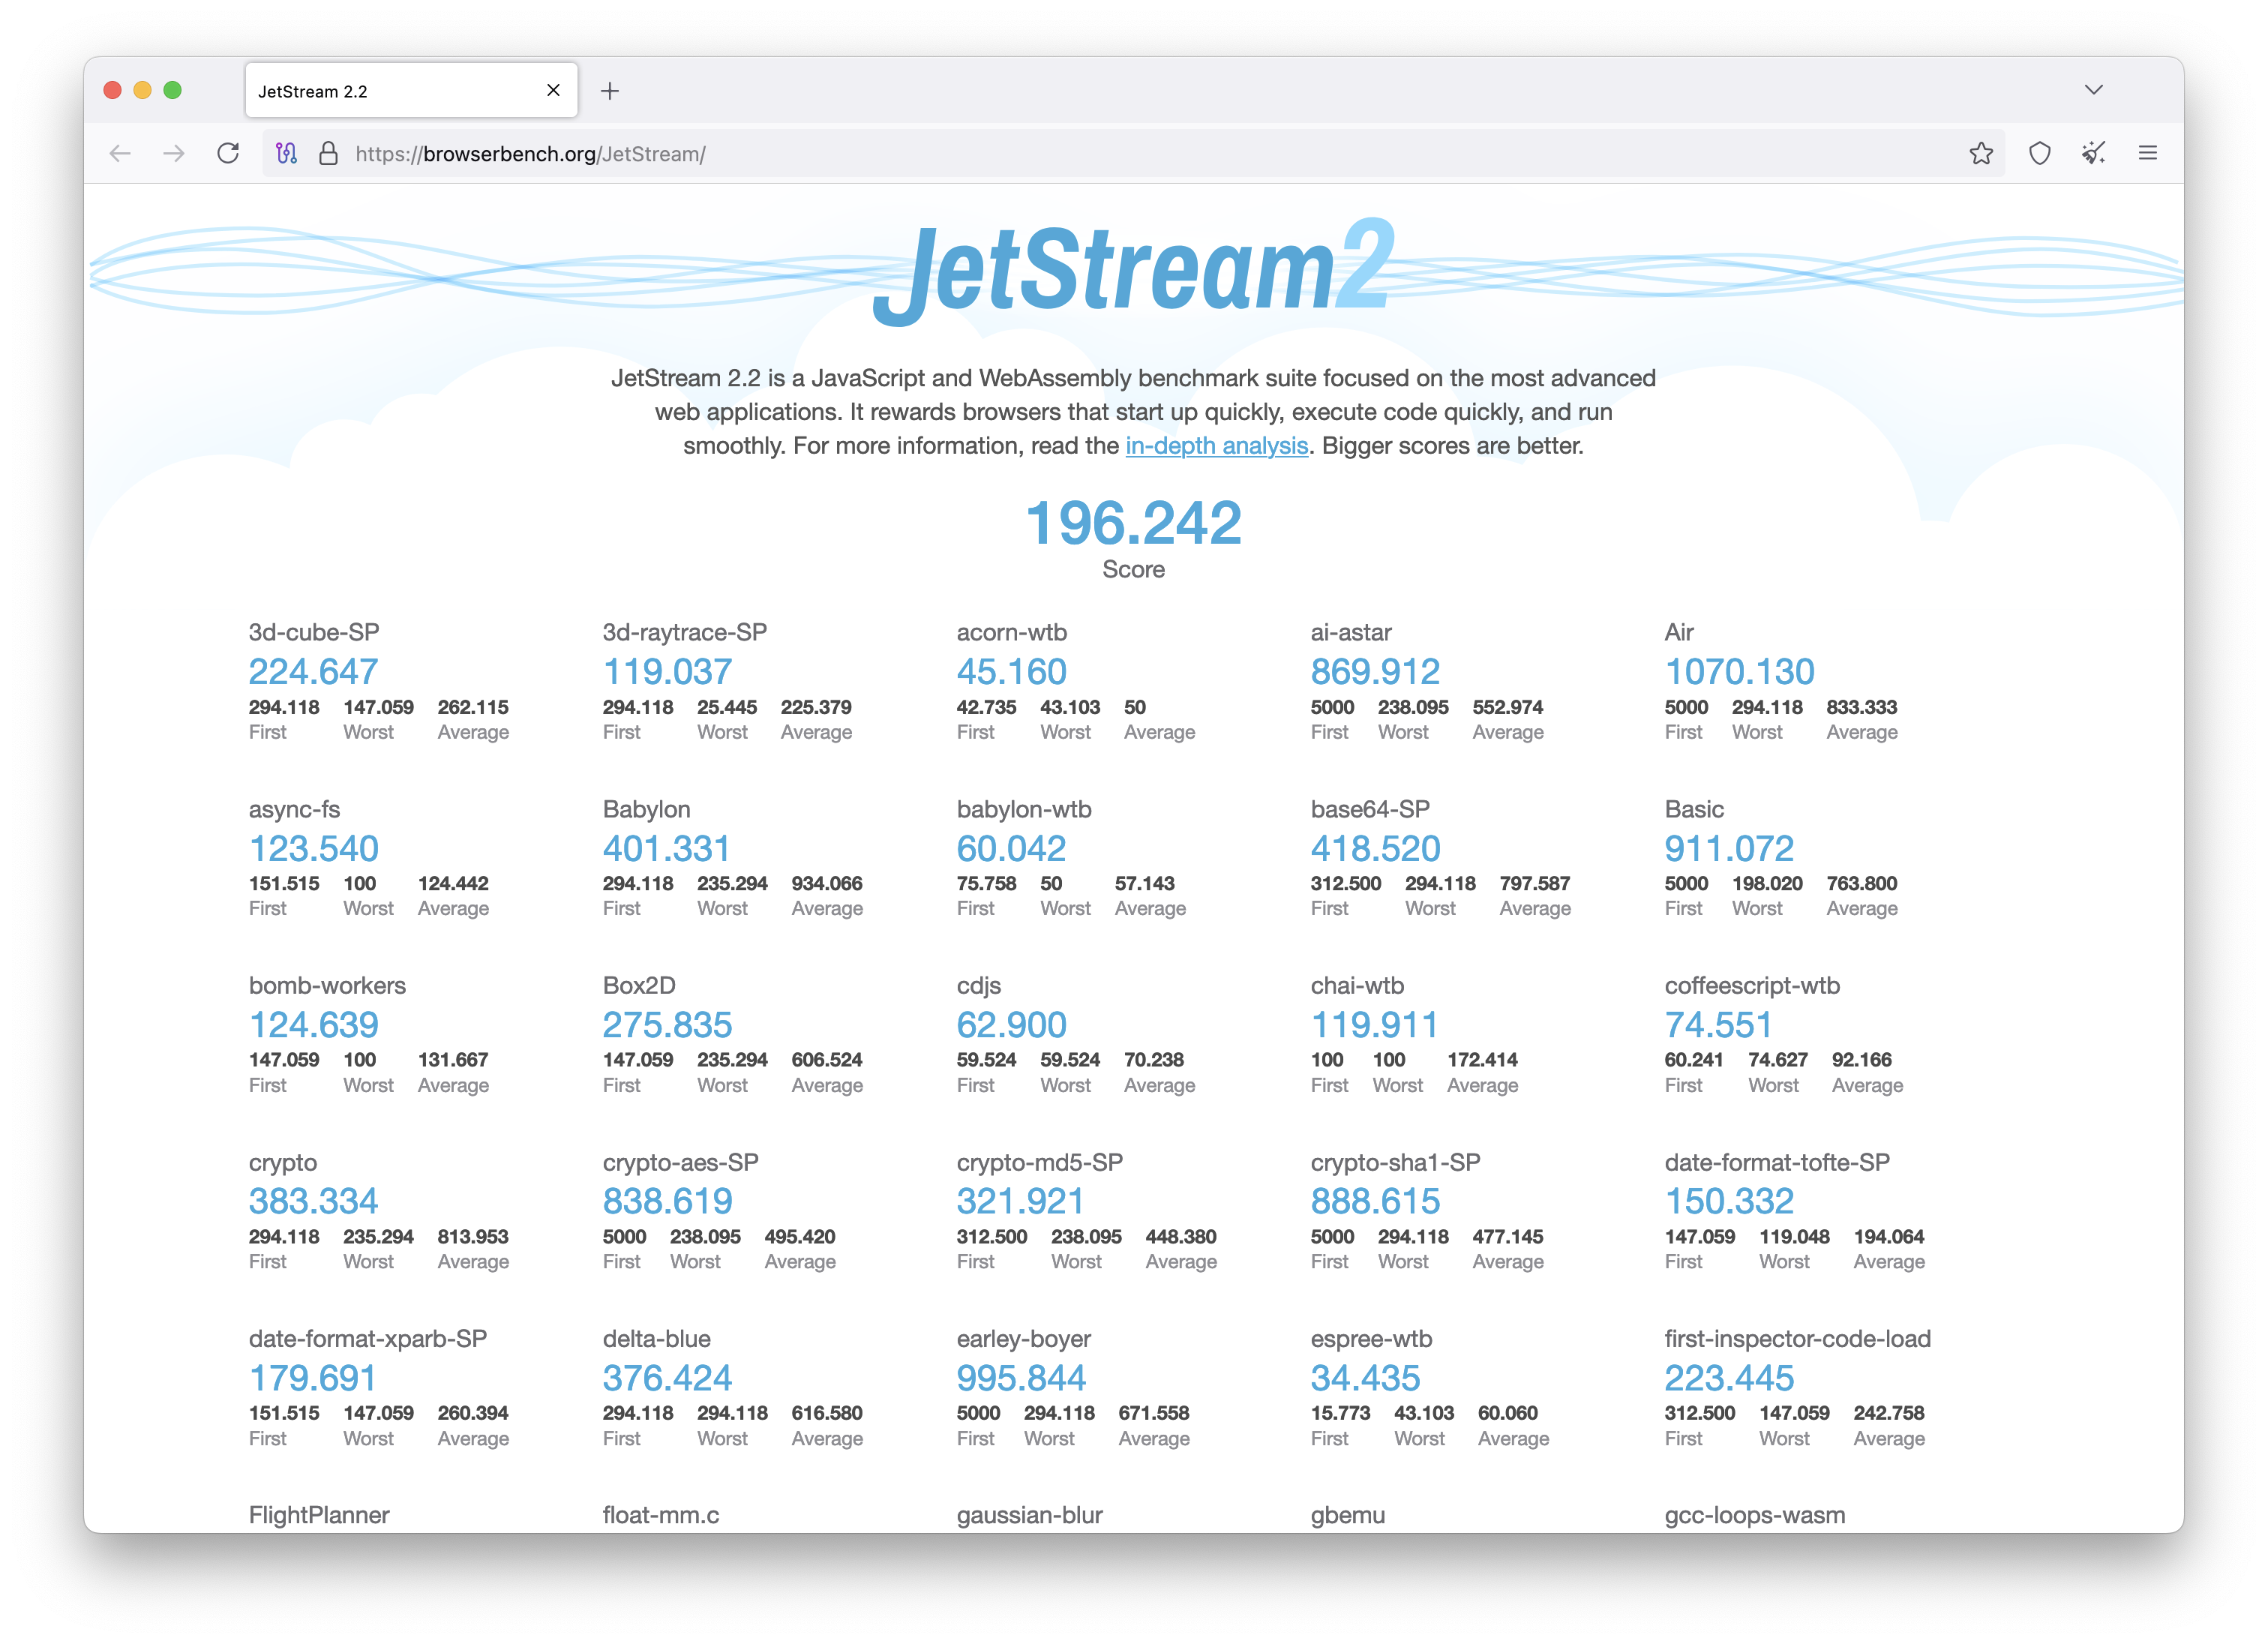 JetStream 2.2
https://browserbench.org/JetStream/
JetStream2
JetStream 2.2 is a JavaScript and WebAssembly benchmark suite focused on the most advanced
web applications. It rewards browsers that start up quickly, execute code quickly, and run
smoothly. For more information, read the in-depth analysis. Bigger scores are better.
196.242
Score
3d-cube-SP 3d-raytrace-SP acorn-wtb ai-astar Air
224.647 119.037 45.160 869.912 1070.130
294.118 147.059 262.115 294.118 25.445 225.379 42.735 43.103 50 5000 238.095 552.974 5000 294.118 833.333
First Worst Average First Worst Average First Worst Average First Worst Average First Worst Average
async-fs Babylon babylon-wtb base64-SP Basic
123.540 401.331 60.042 418.520 911.072
151.515 100 124.442 294.118 235.294 934.066 75.758 50 57.143 312.500 294.118 797.587 5000 198.020 763.800
First Worst Average First Worst Average First Worst Average First Worst Average First Worst Average
bomb-workers Box2D cdjs chai-wtb coffeescript-wtb
124.639 275.835 62.900 119.911 74.551
147.059 100 131.667 147.059 235.294 606.524 59.524 59.524 70.238 100 100 172.414 60.241 74.627 92.166
First Worst Average First Worst Average First Worst Average First Worst Average First Worst Average
crypto crypto-aes-SP crypto-md5-SP crypto-sha1-SP date-format-tofte-SP
383.334 838.619 321.921 888.615 150.332
294.118 235.294 813.953 5000 238.095 495.420 312.500 238.095 448.380 5000 294.118 477.145 147.059 119.048 194.064
First Worst Average First Worst Average First Worst Average First Worst Average First Worst Average
date-format-xparb-SP delta-blue earley-boyer espree-wtb first-inspector-code-load
179.691 376.424 995.844 34.435 223.445
151.515 147.059 260.394 294.118 294.118 616.580 5000 294.118 671.558 15.773 43.103 60.060 312.500 147.059 242.758
First Worst Average First Worst Average First Worst Average First Worst Average First Worst Average
FlightPlanner float-mm.c gaussian-blur gbemu gcc-loops-wasm